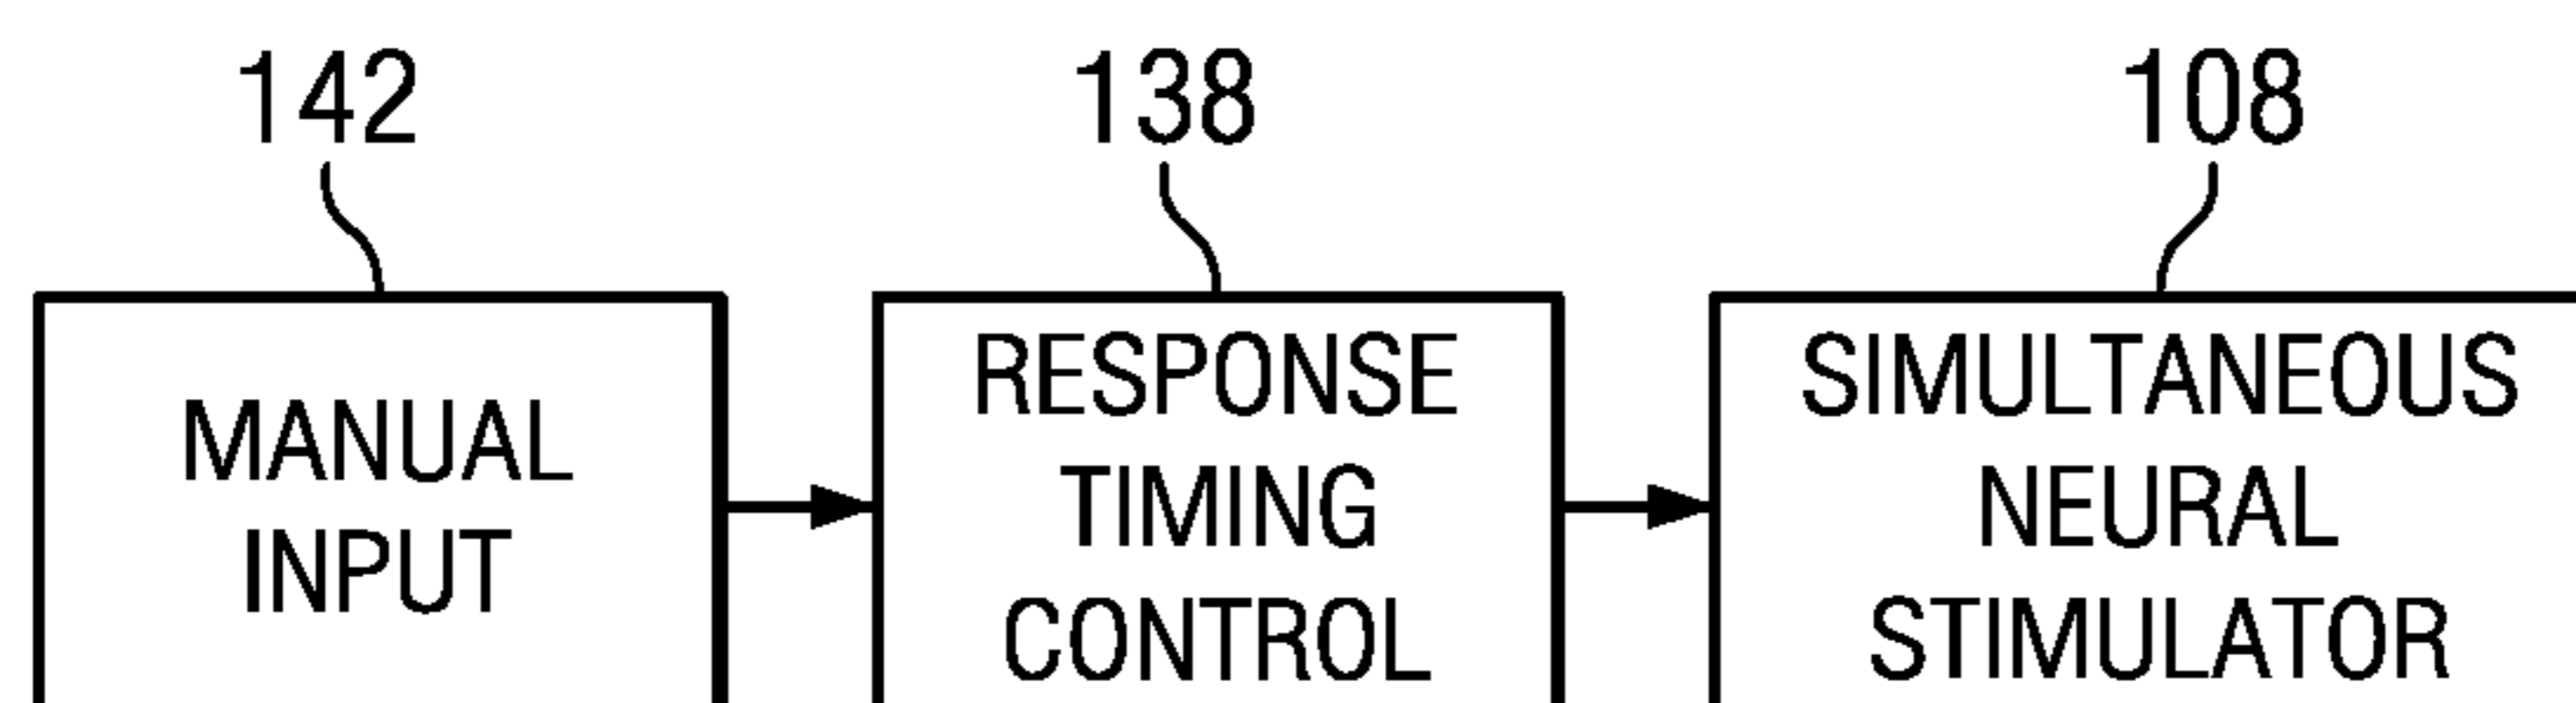 142
138
108
MANUAL
INPUT
RESPONSE
TIMING
CONTROL
SIMULTANEOUS
NEURAL
STIMULATOR